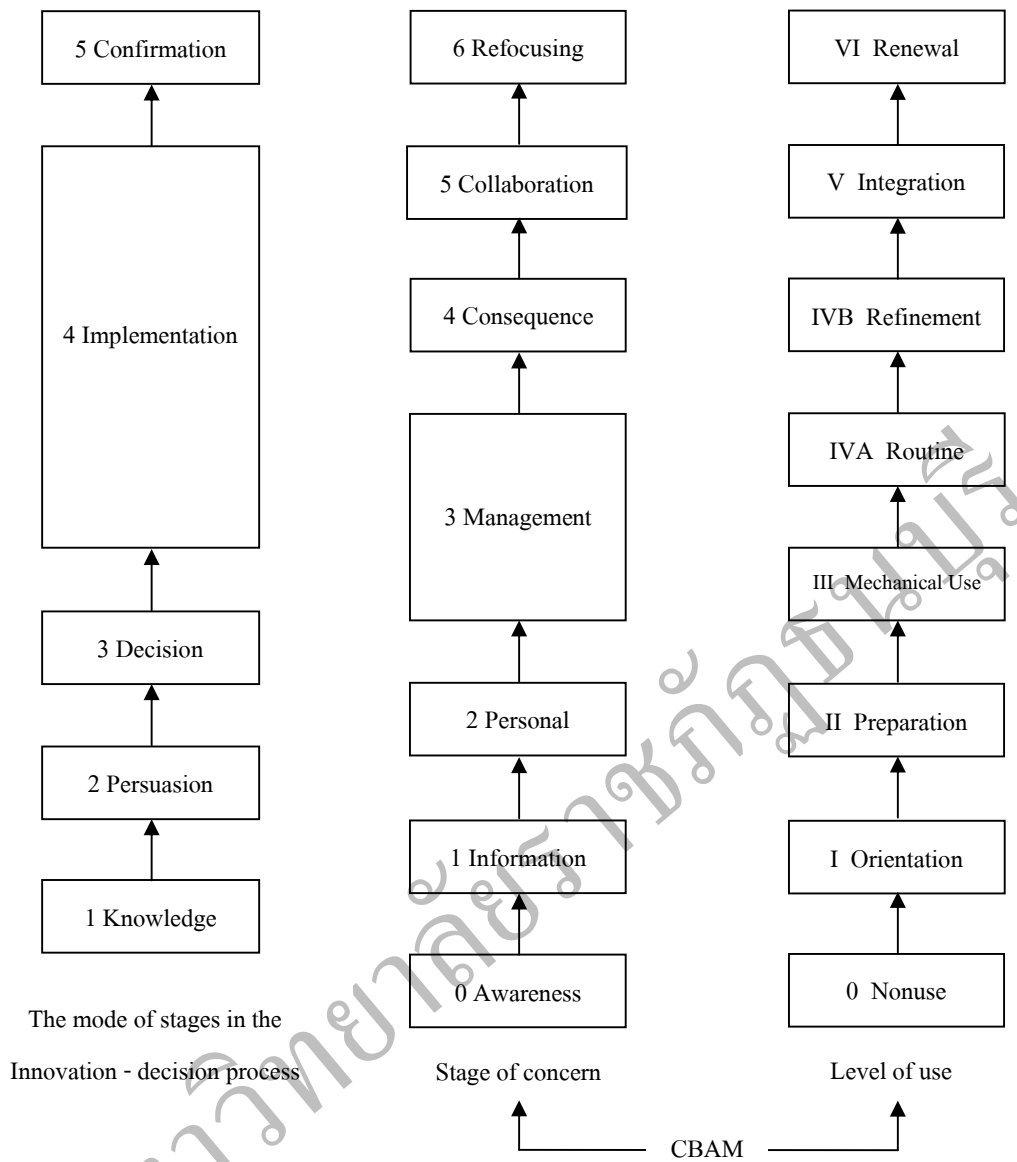 5 Confirmation
4 Implementation
3 Decision
2 Persuasion
1 Knowledge
The mode of stages in the
Innovation - decision process
6 Refocusing
5 Collaboration
4 Consequence
3 Management
2 Personal
1 Information
0 Awareness
Stage of concern
VI Renewal
V Integration
IVB Refinement
IVA Routine
III Mechanical Use
II Preparation
I Orientation
0 Nonuse
Level of use
CBAM